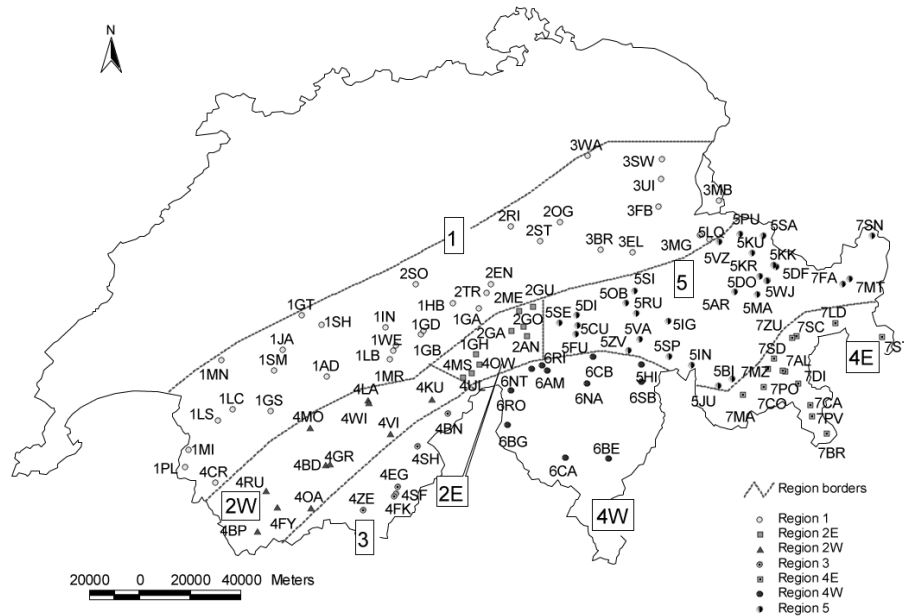 N
3WA
3SW
3UI
3MB
3FB
2RI
2OG
1
2ST
5PU
5SA
7SN
3BR
3EL
3MG
5LQ
5KU
5VZ
5KK
5KR
5DF
2SO
2EN
5
5SI
5DO
5WJ
7FA
7MT
2TR
2GU
5OB
5AR
5MA
1GT
1HB
2ME
5DI
5RU
7LD
1SH
1IN
1GA
2GO
5SE
5IG
7ZU
7SC
7ST
1GD
2GA
5CU
5VA
1JA
1WE
1GB
1GH
2AN
5FU
5ZV
7SD
4E
1SM
1LB
4MS
4OW
6RI
5SP
5IN
7MZ
7AL
1MN
1AD
1MR
4UL
6NT
6AM
6CB
5HI
5BI
7DI
4LA
4KU
7PO
1GS
6RO
6NA
6SB
5JU
7MA
7CO
7CA
1LS
1LC
4MO
4WI
4VI
4BN
7PV
6BG
7BR
1MI
4SH
6BE
1PL
4CR
4BD
4GR
6CA
4RU
4EG
2E
2W
4OA
4ZE
4SF
4FK
4W
4BP
4FY
3
Region borders
Region 1
Region 2E
Region 2W
Region 3
Region 4E
Region 4W
Region 5
20000 0 20000 40000 Meters